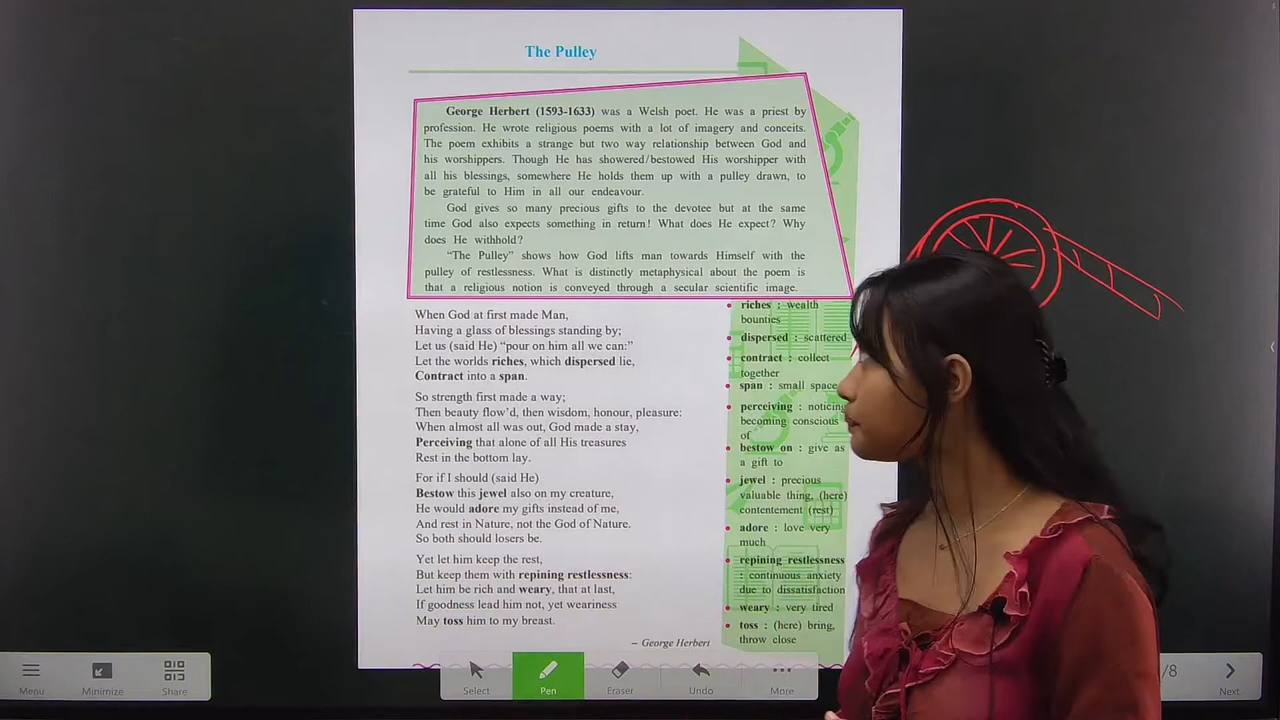 The Pulley
George Herbert (1593-1633) was a Welsh poet. He was a priest by
profession. He wrote religious poems with a lot of imagery and conceits.
The poem exhibits a strange but two way relationship between God and
his worshippers. Though He has showered/bestowed His worshipper with
all his blessings, somewhere He holds them up with a pulley drawn, to
be grateful to Him in all our endeavour.
God gives so many precious gifts to the devotee but at the same
time God also expects something in return! What does He expect? Why
does He withhold?
“The Pulley” shows how God lifts man towards Himself with the
pulley of restlessness. What is distinctly metaphysical about the poem is
that a religious notion is conveyed through a secular scientific image.
When God at first made Man,
Having a glass of blessings standing by;
Let us (said He) “pour on him all we can:”
Let the worlds riches, which dispersed lie,
Contract into a span.
So strength first made a way;
Then beauty flow’d, then wisdom, honour, pleasure:
When almost all was out, God made a stay,
Perceiving that alone of all His treasures
Rest in the bottom lay.
For if I should (said He)
Bestow this jewel also on my creature,
He would adore my gifts instead of me,
And rest in Nature, not the God of Nature.
So both should losers be.
Yet let him keep the rest,
But keep them with repining restlessness:
Let him be rich and weary, that at last,
If goodness lead him not, yet weariness
May toss him to my breast.
– George Herbert
riches : wealth
bounties
dispersed : scattered
contract : collect
together
span : small space
perceiving : noticing
becoming conscious
of
bestow on : give as
a gift to
jewel : precious
valuable thing, (here)
contentement (rest)
adore : love very
much
repining restlessness
: continuous anxiety
due to dissatisfaction
weary : very tired
toss : (here) bring,
throw close
Menu
Minimize
Share
Select
Pen
Eraser
Undo
More
/8
Next